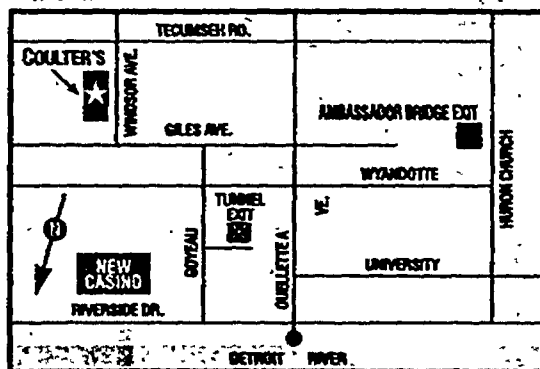 TECUMSEH RD.
COULTER'S
WINDSOR AVE.
GILES AVE.
AMBASSADOR BRIDGE EXIT
HURON CHURCH
WYANDOTTE
TUNNEL
EXIT
GOYEAU
OUELLETTE A
VE.
N
NEW
CASINO
UNIVERSITY
RIVERSIDE DR.
DETROIT RIVER